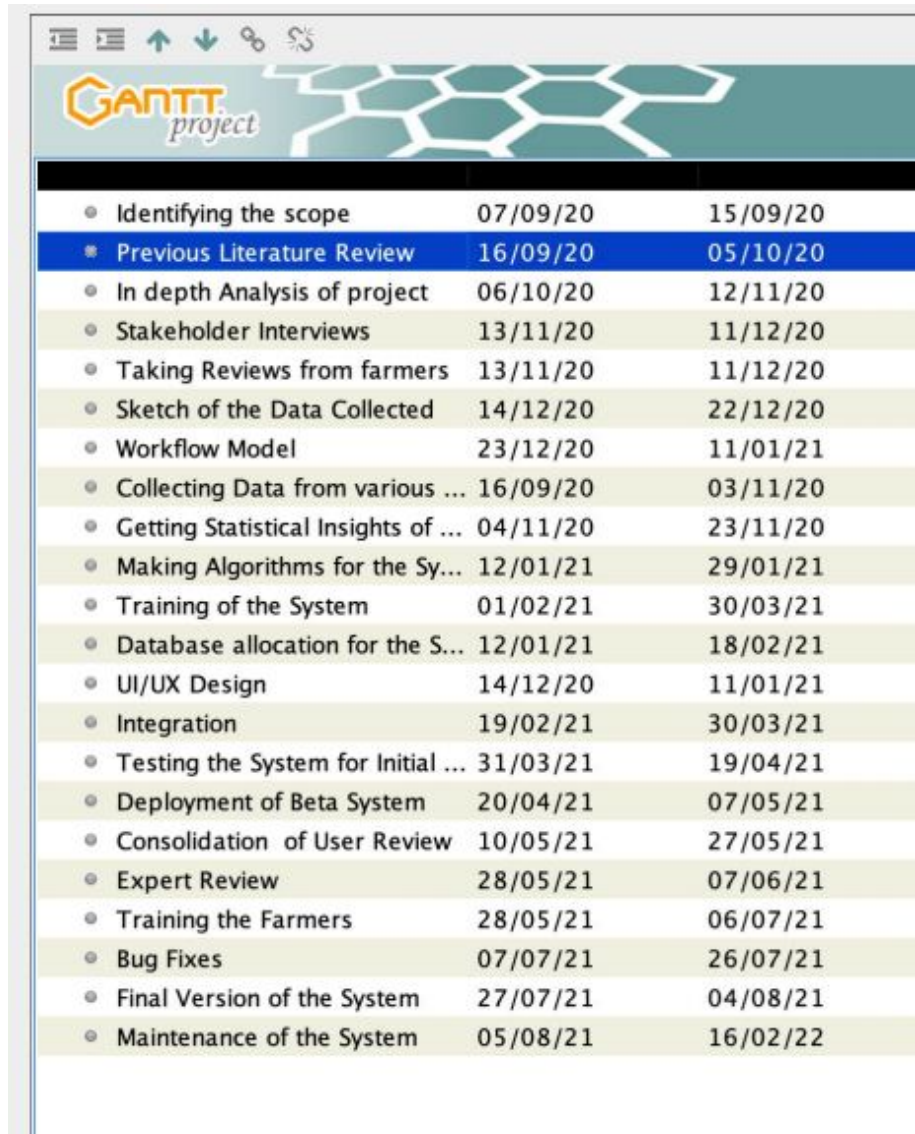 GANTT
project
Identifying the scope 07/09/20 15/09/20
Previous Literature Review 16/09/20 05/10/20
In depth Analysis of project 06/10/20 12/11/20
Stakeholder Interviews 13/11/20 11/12/20
Taking Reviews from farmers 13/11/20 11/12/20
Sketch of the Data Collected 14/12/20 22/12/20
Workflow Model 23/12/20 11/01/21
Collecting Data from various ... 16/09/20 03/11/20
Getting Statistical Insights of ... 04/11/20 23/11/20
Making Algorithms for the Sy... 12/01/21 29/01/21
Training of the System 01/02/21 30/03/21
Database allocation for the S... 12/01/21 18/02/21
UI/UX Design 14/12/20 11/01/21
Integration 19/02/21 30/03/21
Testing the System for Initial ... 31/03/21 19/04/21
Deployment of Beta System 20/04/21 07/05/21
Consolidation of User Review 10/05/21 27/05/21
Expert Review 28/05/21 07/06/21
Training the Farmers 28/05/21 06/07/21
Bug Fixes 07/07/21 26/07/21
Final Version of the System 27/07/21 04/08/21
Maintenance of the System 05/08/21 16/02/22